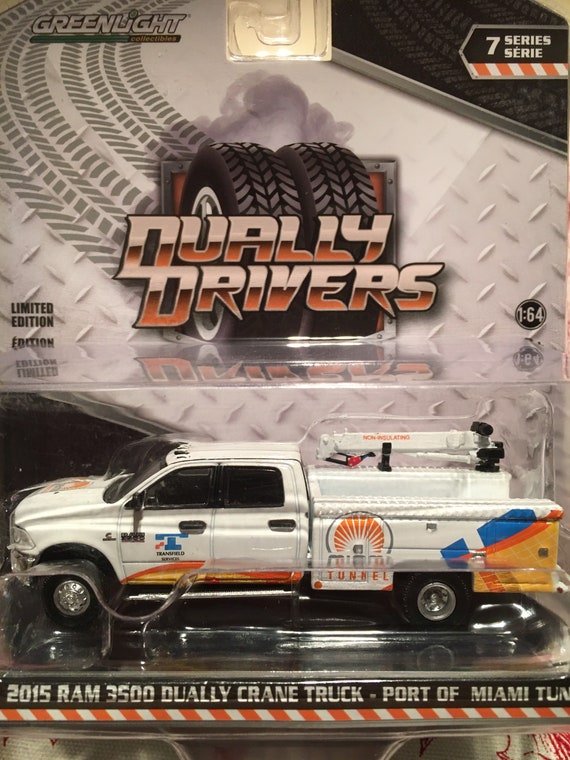 GREENLIGHT
collectibles
7 SERIES
SÉRIE
DUALLY
DRIVERS
LIMITED
EDITION
ÉDITION
1:64
NON-INSULATING
TRANSFIELD
SERVICES
TUNNEL
2015 RAM 3500 DUALLY CRANE TRUCK - PORT OF MIAMI TUN